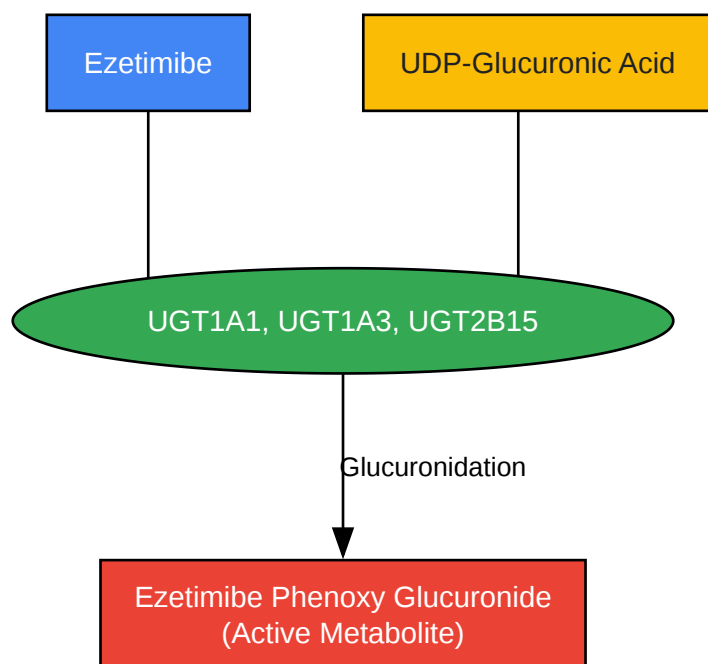 Ezetimibe
UDP-Glucuronic Acid
UGT1A1, UGT1A3, UGT2B15
Glucuronidation
Ezetimibe Phenoxy Glucuronide
(Active Metabolite)